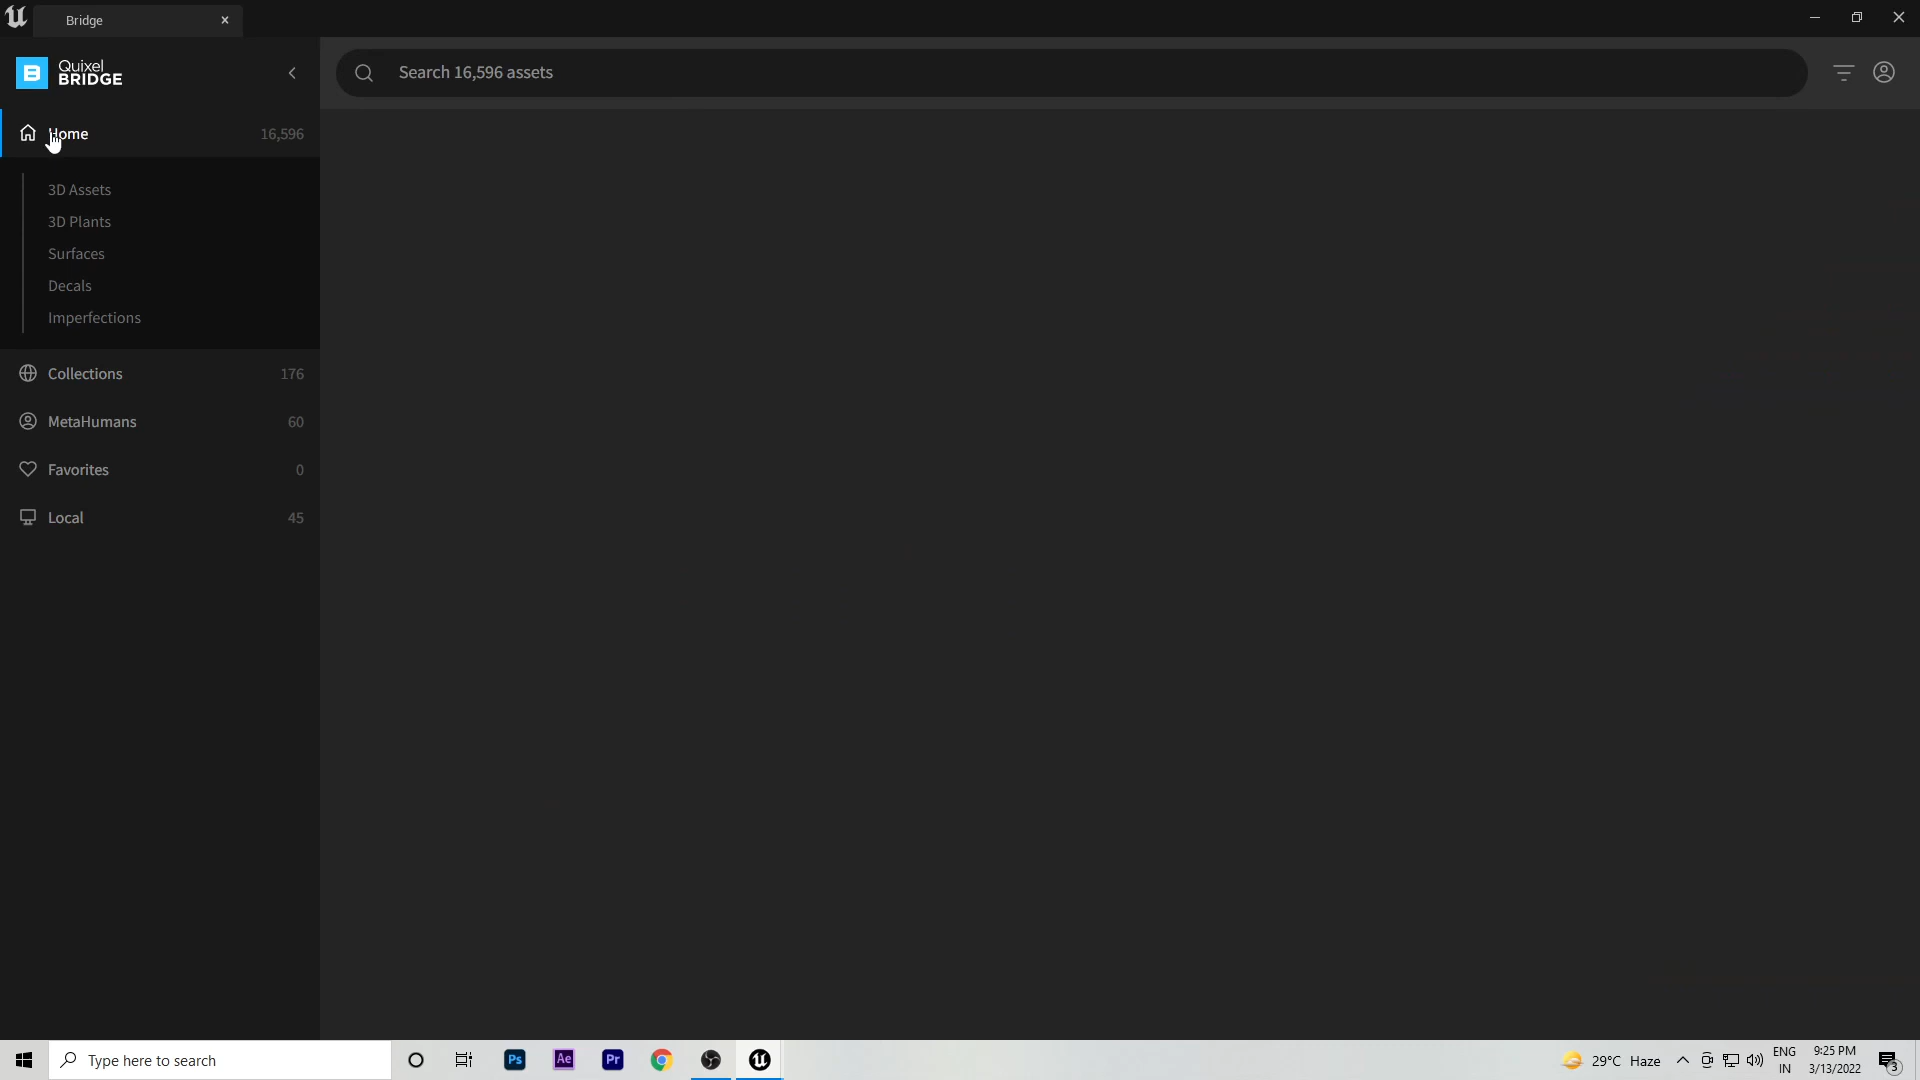 Bridge
Quixel
BRIDGE
Search 16,596 assets
Home 16,596
3D Assets
3D Plants
Surfaces
Decals
Imperfections
Collections 176
MetaHumans 60
Favorites 0
Local 45
Type here to search
Ps
Ae
Pr
29°C Haze
ENG
IN
9:25 PM
3/13/2022
3